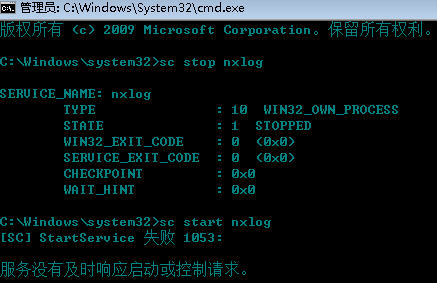 管理员: C:\Windows\System32\cmd.exe
版权所有 (c) 2009 Microsoft Corporation。保留所有权利。
C:\Windows\system32>sc stop nxlog
SERVICE_NAME: nxlog
        TYPE               : 10  WIN32_OWN_PROCESS
        STATE              : 1  STOPPED
        WIN32_EXIT_CODE    : 0  (0x0)
        SERVICE_EXIT_CODE  : 0  (0x0)
        CHECKPOINT         : 0x0
        WAIT_HINT          : 0x0
C:\Windows\system32>sc start nxlog
[SC] StartService 失败 1053:
服务没有及时响应启动或控制请求。